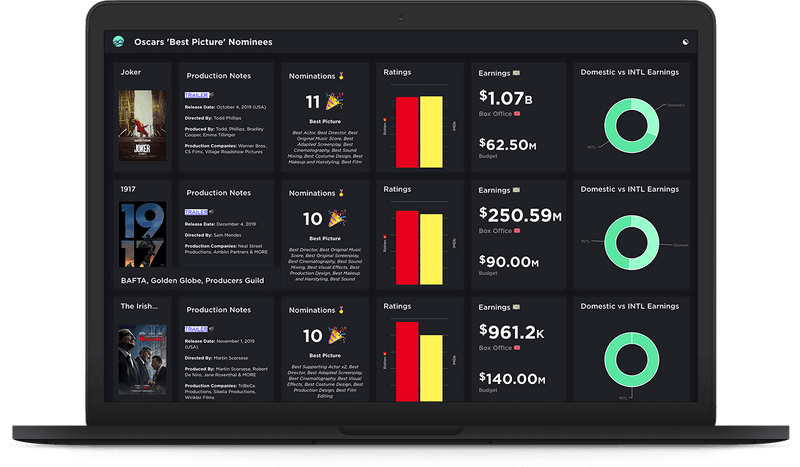 Oscars 'Best Picture' Nominees
Joker
JOKER
Production Notes
TRAILER
Release Date: October 4, 2019 (USA)
Directed By: Todd Phillips
Produced By: Todd Phillips, Bradley
Cooper, Emma Tillinger
Production Companies: Warner Bros.,
CS Fims, Village Roadshow Pictures
Nominations
11
Best Picture
Best Actor, Best Director, Best
Original Music Score, Best
Adapted Screenplay, Best
Cinematography, Best Sound
Mixing, Best Costume Design, Best
Makeup and Hairstyling, Best Film
Ratings
Rotten
IMDb
Earnings
$1.07B
Box Office
$62.50M
Budget
Domestic vs INTL Earnings
Domestic
INTL
1917
19
17
Production Notes
TRAILER
Release Date: December 4, 2019
Directed By: Sam Mendes
Production Companies: Neal Street
Productions, Amblin Partners & MORE
BAFTA, Golden Globe, Producers Guild
Nominations
10
Best Picture
Best Director, Best Original Music
Score, Best Original Screenplay,
Best Cinematography, Best Sound
Mixing, Best Visual Effects, Best
Production Design, Best Makeup
and Hairstyling, Best Sound
Ratings
Rotten
IMDb
Earnings
$250.59M
Box Office
$90.00M
Budget
Domestic vs INTL Earnings
INTL
Domest
The Irish...
Production Notes
TRAILER
Release Date: November 1, 2019
(USA)
Directed By: Martin Scorsese
Produced By: Martin Scorsese, Robert
De Niro, Jane Rosenthal & MORE
Production Companies: TriBeCa
Productions, Sikelia Productions,
Winkler Films
Nominations
10
Best Picture
Best Supporting Actor x2, Best
Director, Best Adapted Screenplay,
Best Cinematography, Best Visual
Effects, Best Costume Design, Best
Production Design, Best Film
Editing
Ratings
Rotten
IMDb
Earnings
$961.2K
Box Office
$140.00M
Budget
Domestic vs INTL Earnings
INTL